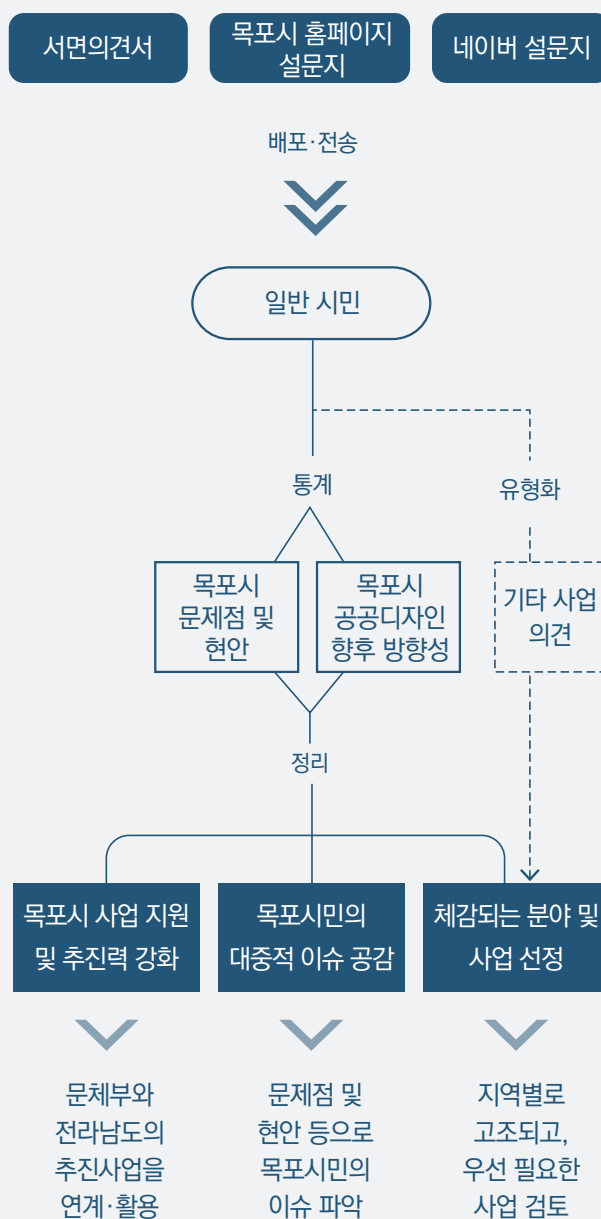 서면의견서
목포시 홈페이지
설문지
네이버 설문지
배포·전송
일반 시민
통계
유형화
목포시
문제점 및
현안
목포시
공공디자인
향후 방향성
기타 사업
의견
정리
목포시 사업 지원
및 추진력 강화
목포시민의
대중적 이슈 공감
체감되는 분야 및
사업 선정
문체부와
전라남도의
추진사업을
연계·활용
문제점 및
현안 등으로
목포시민의
이슈 파악
지역별로
고조되고,
우선 필요한
사업 검토